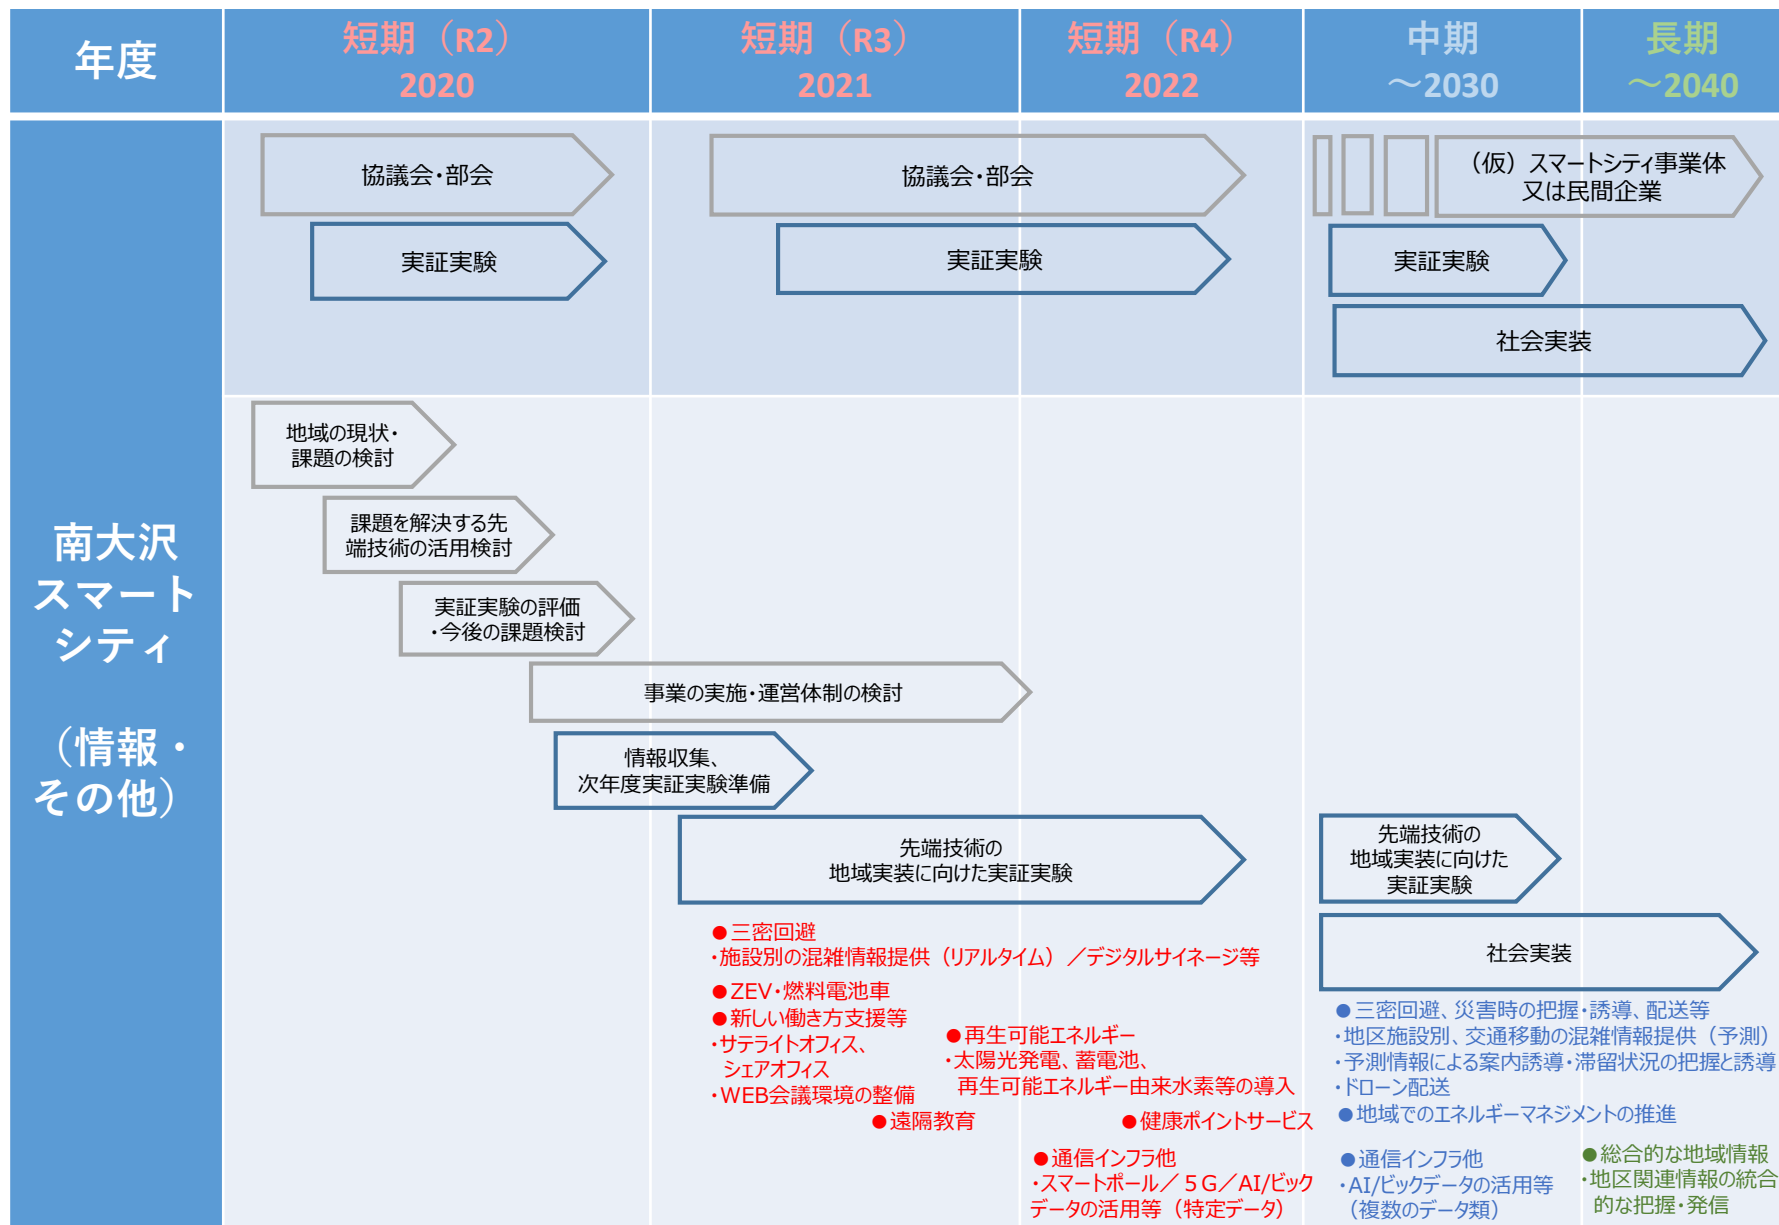 年度
短期（R2）
2020
短期（R3）
2021
短期（R4）
2022
中期
～2030
長期
～2040
南大沢
スマート
シティ
（情報・
その他）
協議会・部会
協議会・部会
（仮）スマートシティ事業体
又は民間企業
実証実験
実証実験
実証実験
社会実装
地域の現状・
課題の検討
課題を解決する先
端技術の活用検討
実証実験の評価
・今後の課題検討
事業の実施・運営体制の検討
情報収集、
次年度実証実験準備
先端技術の
地域実装に向けた実証実験
先端技術の
地域実装に向けた
実証実験
社会実装
●三密回避
・施設別の混雑情報提供（リアルタイム）／デジタルサイネージ等
●ZEV・燃料電池車
●新しい働き方支援等
・サテライトオフィス、
シェアオフィス
・WEB会議環境の整備
●再生可能エネルギー
・太陽光発電、蓄電池、
再生可能エネルギー由来水素等の導入
●遠隔教育
●健康ポイントサービス
●通信インフラ他
・スマートポール／５G／AI/ビック
データの活用等（特定データ）
●三密回避、災害時の把握・誘導、配送等
・地区施設別、交通移動の混雑情報提供（予測）
・予測情報による案内誘導・滞留状況の把握と誘導
・ドローン配送
●地域でのエネルギーマネジメントの推進
●通信インフラ他
・AI/ビックデータの活用等
（複数のデータ類）
●総合的な地域情報
・地区関連情報の統合
的な把握・発信